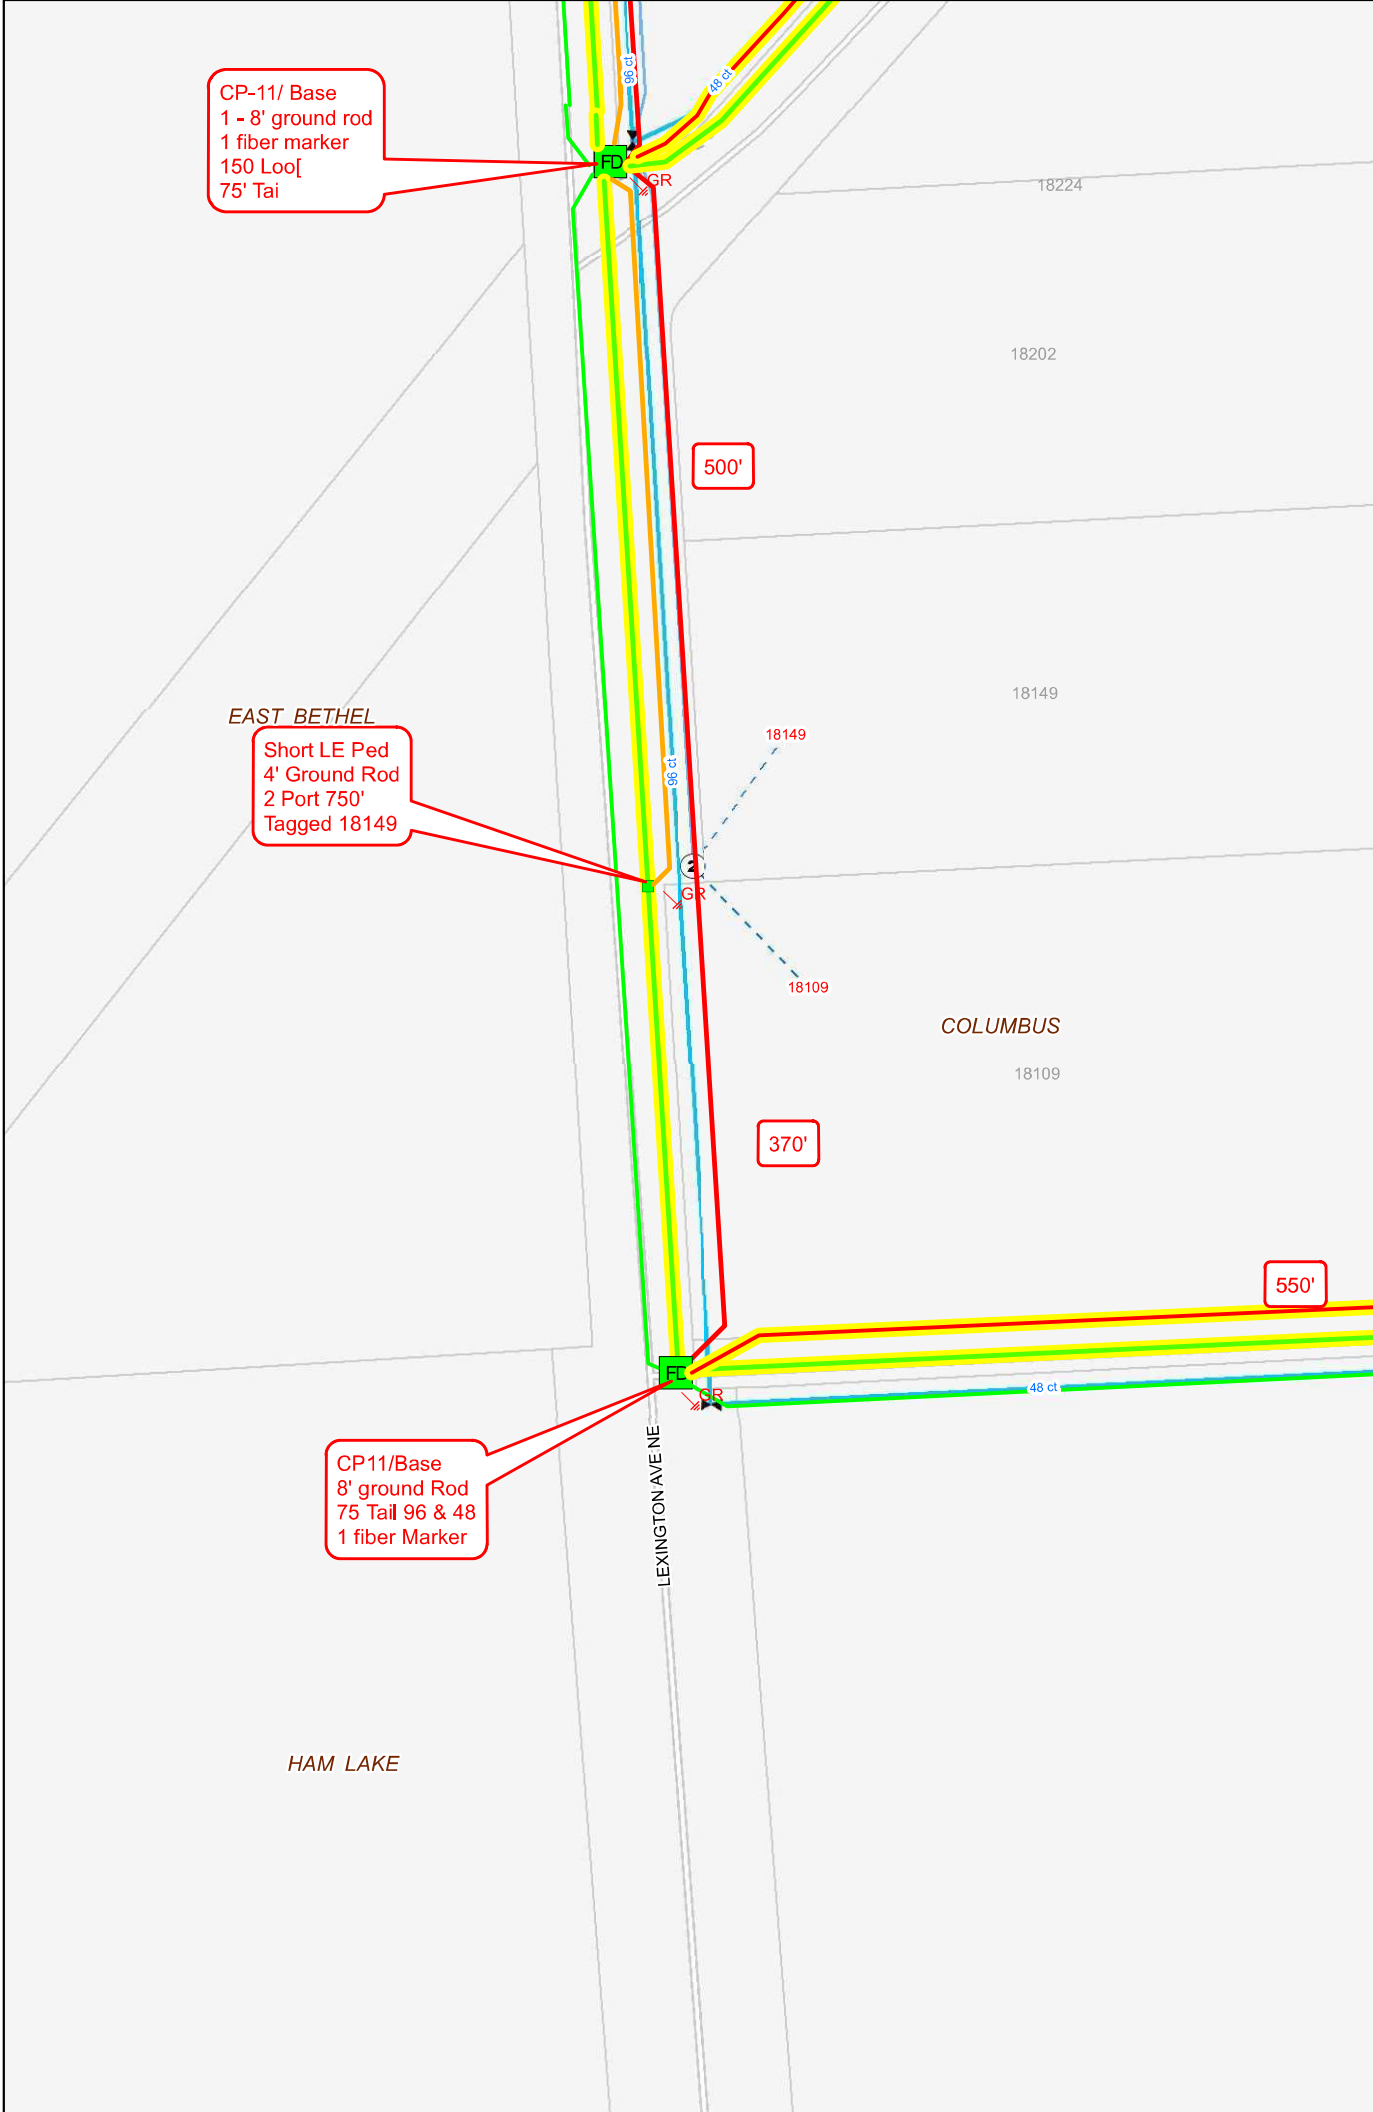 96 ct
48 ct
CP-11/ Base
1 - 8' ground rod
1 fiber marker
150 Loo[
75' Tai
FD
GR
18224
18202
500'
18149
EAST BETHEL
18149
Short LE Ped
4' Ground Rod
2 Port 750'
Tagged 18149
96 ct
2
GR
18109
COLUMBUS
18109
370'
550'
FD
GR
48 ct
CP11/Base
8' ground Rod
75 Tail 96 & 48
1 fiber Marker
LEXINGTON AVE NE
HAM LAKE